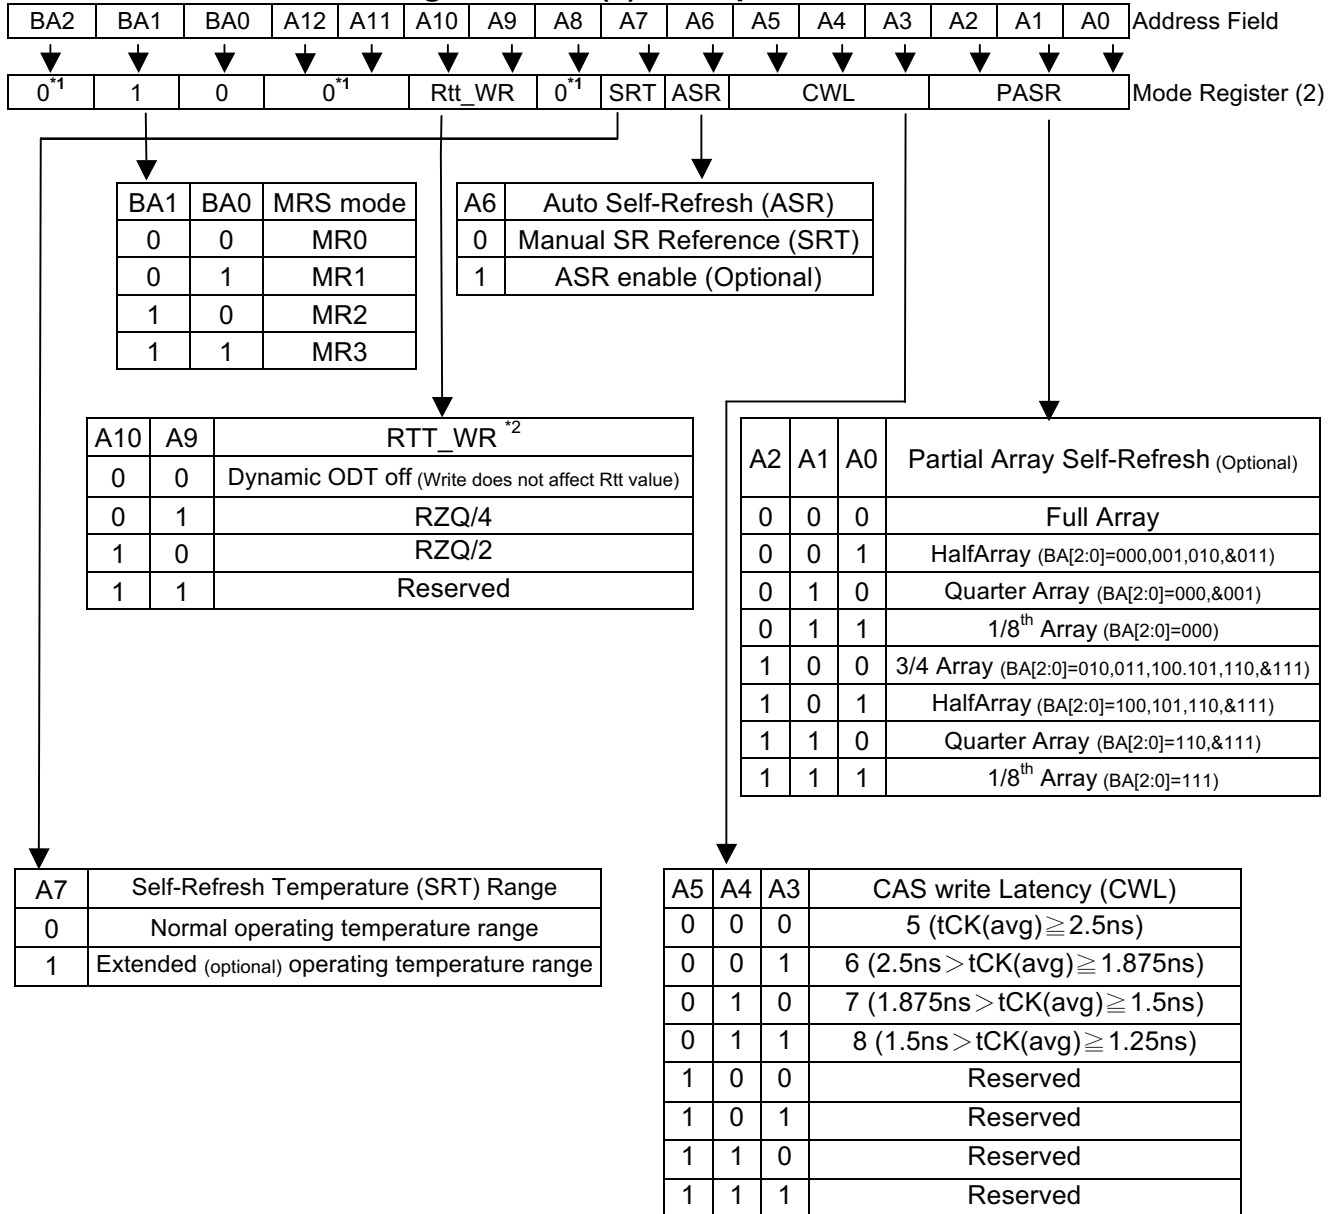 BA2 BA1 BA0 A12 A11 A10 A9 A8 A7 A6 A5 A4 A3 A2 A1 A0 Address Field
0*1 1 0 0*1 Rtt_WR 0*1 SRT ASR CWL PASR Mode Register (2)
BA1 BA0 MRS mode
0 0 MR0
0 1 MR1
1 0 MR2
1 1 MR3
A6 Auto Self-Refresh (ASR)
0 Manual SR Reference (SRT)
1 ASR enable (Optional)
A10 A9 RTT_WR *2
0 0 Dynamic ODT off (Write does not affect Rtt value)
0 1 RZQ/4
1 0 RZQ/2
1 1 Reserved
A2 A1 A0 Partial Array Self-Refresh (Optional)
0 0 0 Full Array
0 0 1 HalfArray (BA[2:0]=000,001,010,&011)
0 1 0 Quarter Array (BA[2:0]=000,&001)
0 1 1 1/8th Array (BA[2:0]=000)
1 0 0 3/4 Array (BA[2:0]=010,011,100.101,110,&111)
1 0 1 HalfArray (BA[2:0]=100,101,110,&111)
1 1 0 Quarter Array (BA[2:0]=110,&111)
1 1 1 1/8th Array (BA[2:0]=111)
A7 Self-Refresh Temperature (SRT) Range
0 Normal operating temperature range
1 Extended (optional) operating temperature range
A5 A4 A3 CAS write Latency (CWL)
0 0 0 5 (tCK(avg)≧2.5ns)
0 0 1 6 (2.5ns>tCK(avg)≧1.875ns)
0 1 0 7 (1.875ns>tCK(avg)≧1.5ns)
0 1 1 8 (1.5ns>tCK(avg)≧1.25ns)
1 0 0 Reserved
1 0 1 Reserved
1 1 0 Reserved
1 1 1 Reserved